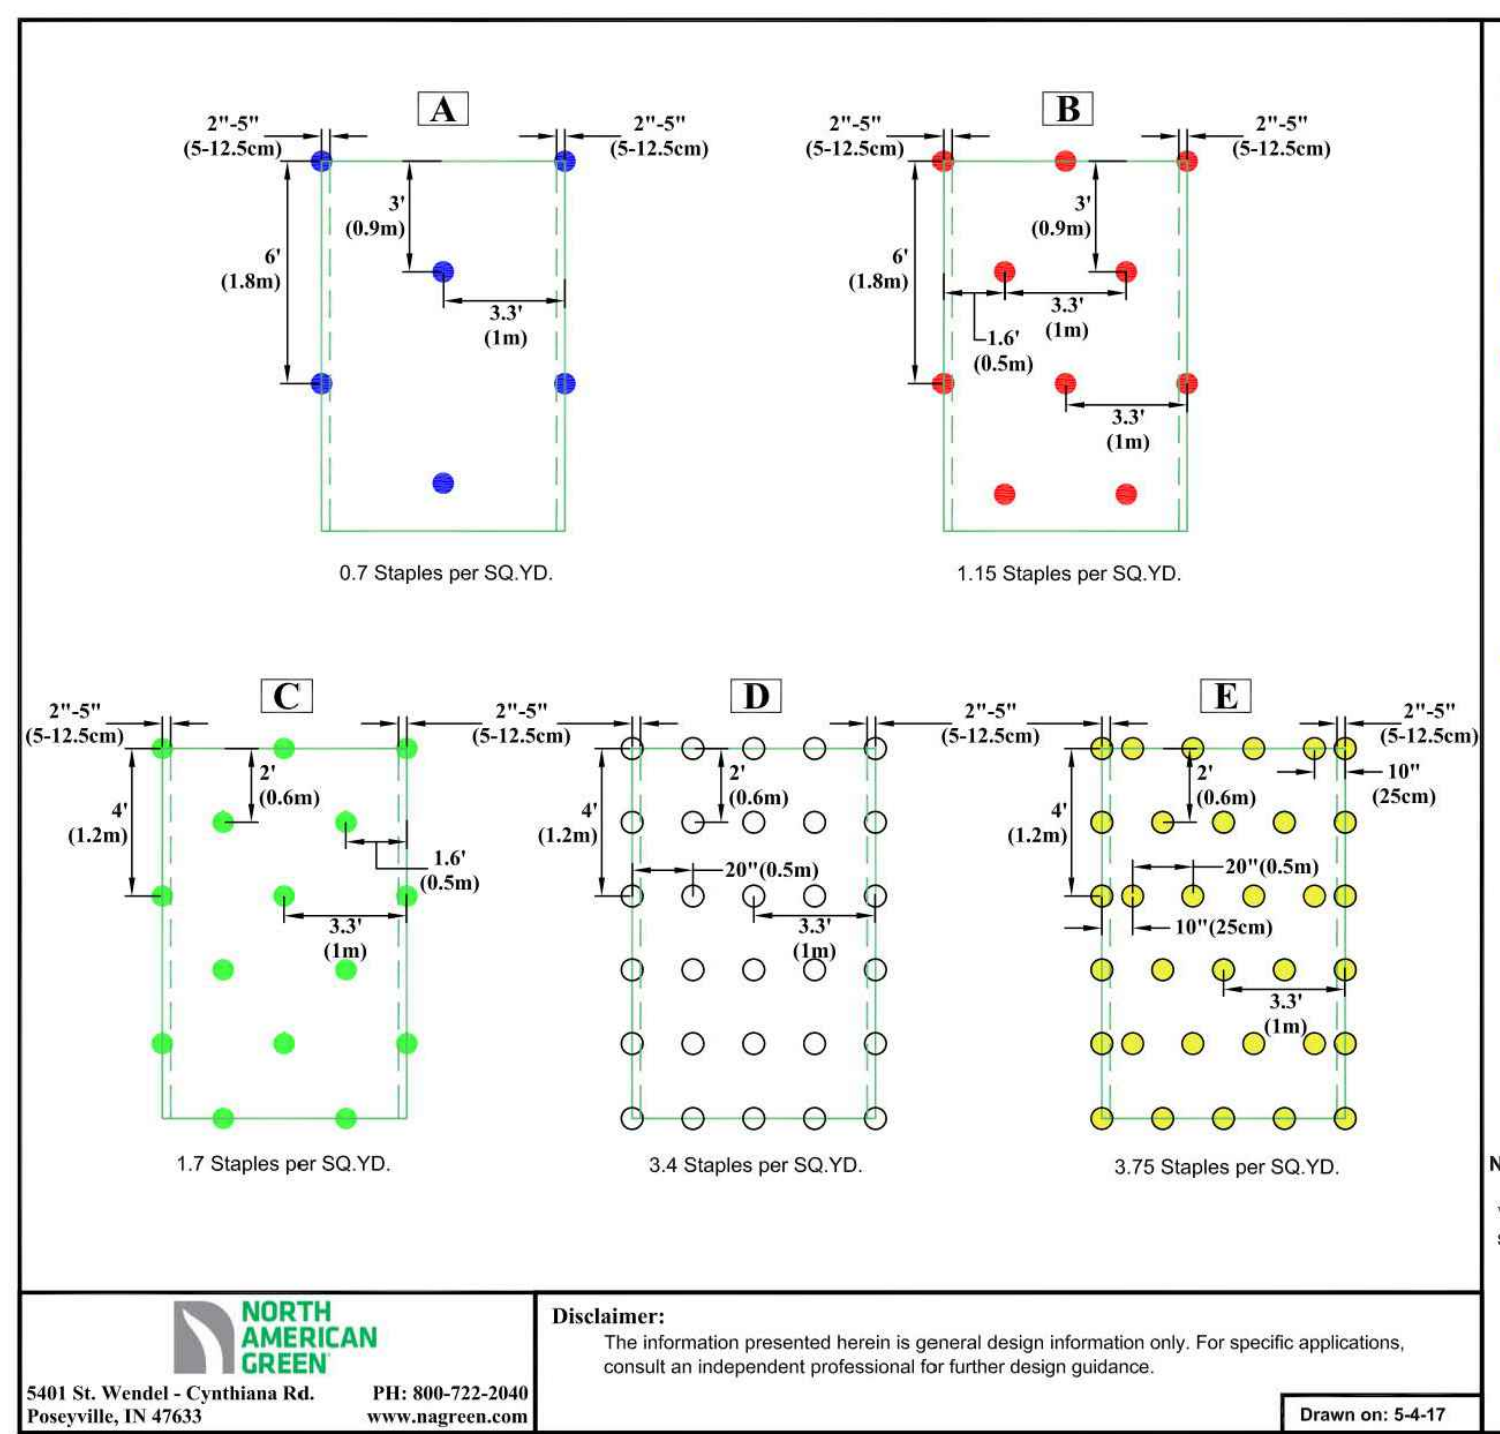 A
2"-5"
(5-12.5cm)
2"-5"
(5-12.5cm)
3'
(0.9m)
6'
(1.8m)
3.3'
(1m)
0.7 Staples per SQ.YD.
B
2"-5"
(5-12.5cm)
2"-5"
(5-12.5cm)
3'
(0.9m)
6'
(1.8m)
3.3'
(1m)
1.6'
(0.5m)
3.3'
(1m)
1.15 Staples per SQ.YD.
C
2"-5"
(5-12.5cm)
2"-5"
(5-12.5cm)
2'
(0.6m)
4'
(1.2m)
1.6'
(0.5m)
3.3'
(1m)
1.7 Staples per SQ.YD.
D
2"-5"
(5-12.5cm)
2'
(0.6m)
4'
(1.2m)
20"(0.5m)
3.3'
(1m)
3.4 Staples per SQ.YD.
E
2"-5"
(5-12.5cm)
10"
(25cm)
2'
(0.6m)
4'
(1.2m)
20"(0.5m)
10"(25cm)
3.3'
(1m)
3.75 Staples per SQ.YD.
NORTH
AMERICAN
GREEN
5401 St. Wendel - Cynthiana Rd. PH: 800-722-2040
Poseyville, IN 47633 www.nagreen.com
Disclaimer:
The information presented herein is general design information only. For specific applications,
consult an independent professional for further design guidance.
Drawn on: 5-4-17